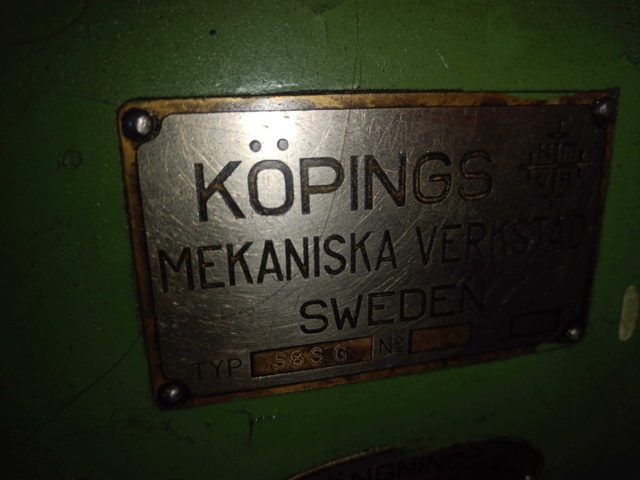 KÖPINGS
MEKANISKA VERKSTAD
SWEDEN
TYP S8SG Nº